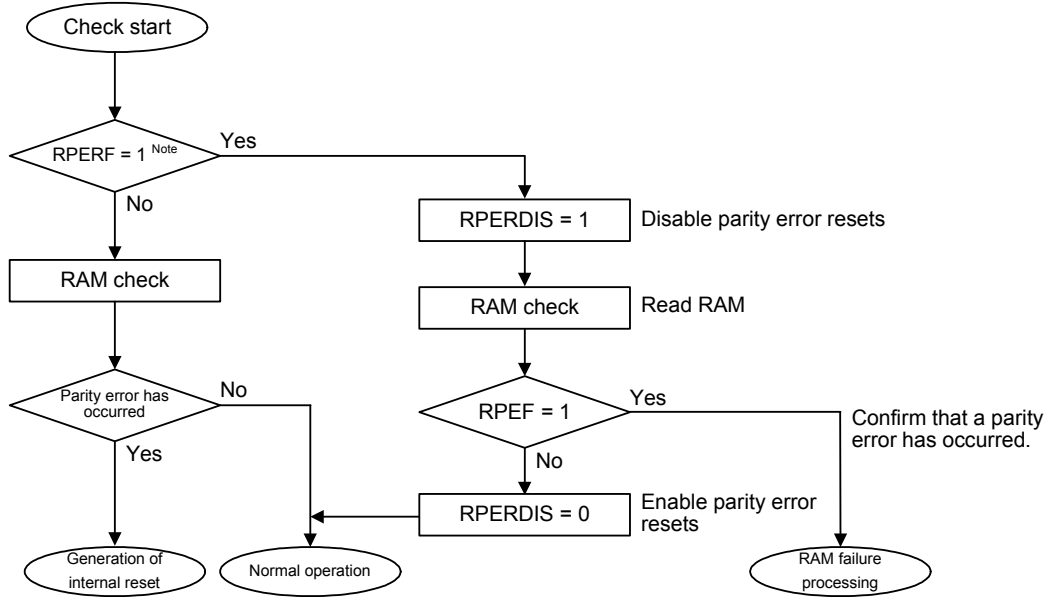 Check start
RPERF = 1 Note
Yes
No
RPERDIS = 1
Disable parity error resets
RAM check
RAM check
Read RAM
Parity error has
occurred
No
Yes
RPEF = 1
Yes
No
Confirm that a parity
error has occurred.
RPERDIS = 0
Enable parity error
resets
Generation of
internal reset
Normal operation
RAM failure
processing